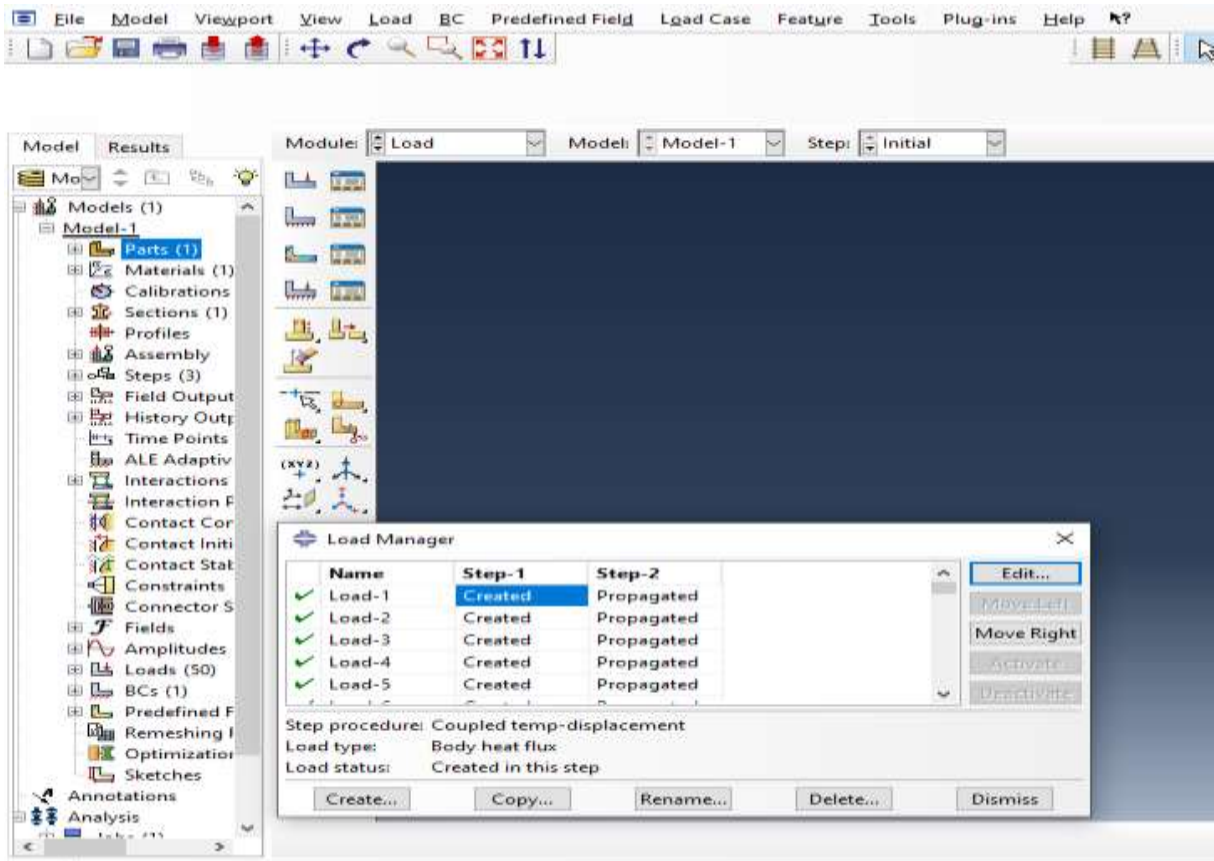 File Model Viewport View Load BC Predefined Field Load Case Feature Tools Plug-ins Help
Model Results
Module: Load Model: Model-1 Step: Initial
Mo
Models (1)
Model-1
Parts (1)
Materials (1)
Calibrations
Sections (1)
Profiles
Assembly
Steps (3)
Field Output
History Outp
Time Points
ALE Adaptiv
Interactions
Interaction P
Contact Cor
Contact Initi
Contact Stab
Constraints
Connector S
Fields
Amplitudes
Loads (50)
BCs (1)
Predefined F
Remeshing
Optimization
Sketches
Annotations
Analysis
Jobs (1)
(XYZ)
Load Manager
Name Step-1 Step-2
Load-1 Created Propagated
Load-2 Created Propagated
Load-3 Created Propagated
Load-4 Created Propagated
Load-5 Created Propagated
Edit...
Move Left
Move Right
Activate
Deactivate
Step procedure: Coupled temp-displacement
Load type: Body heat flux
Load status: Created in this step
Create... Copy... Rename... Delete... Dismiss